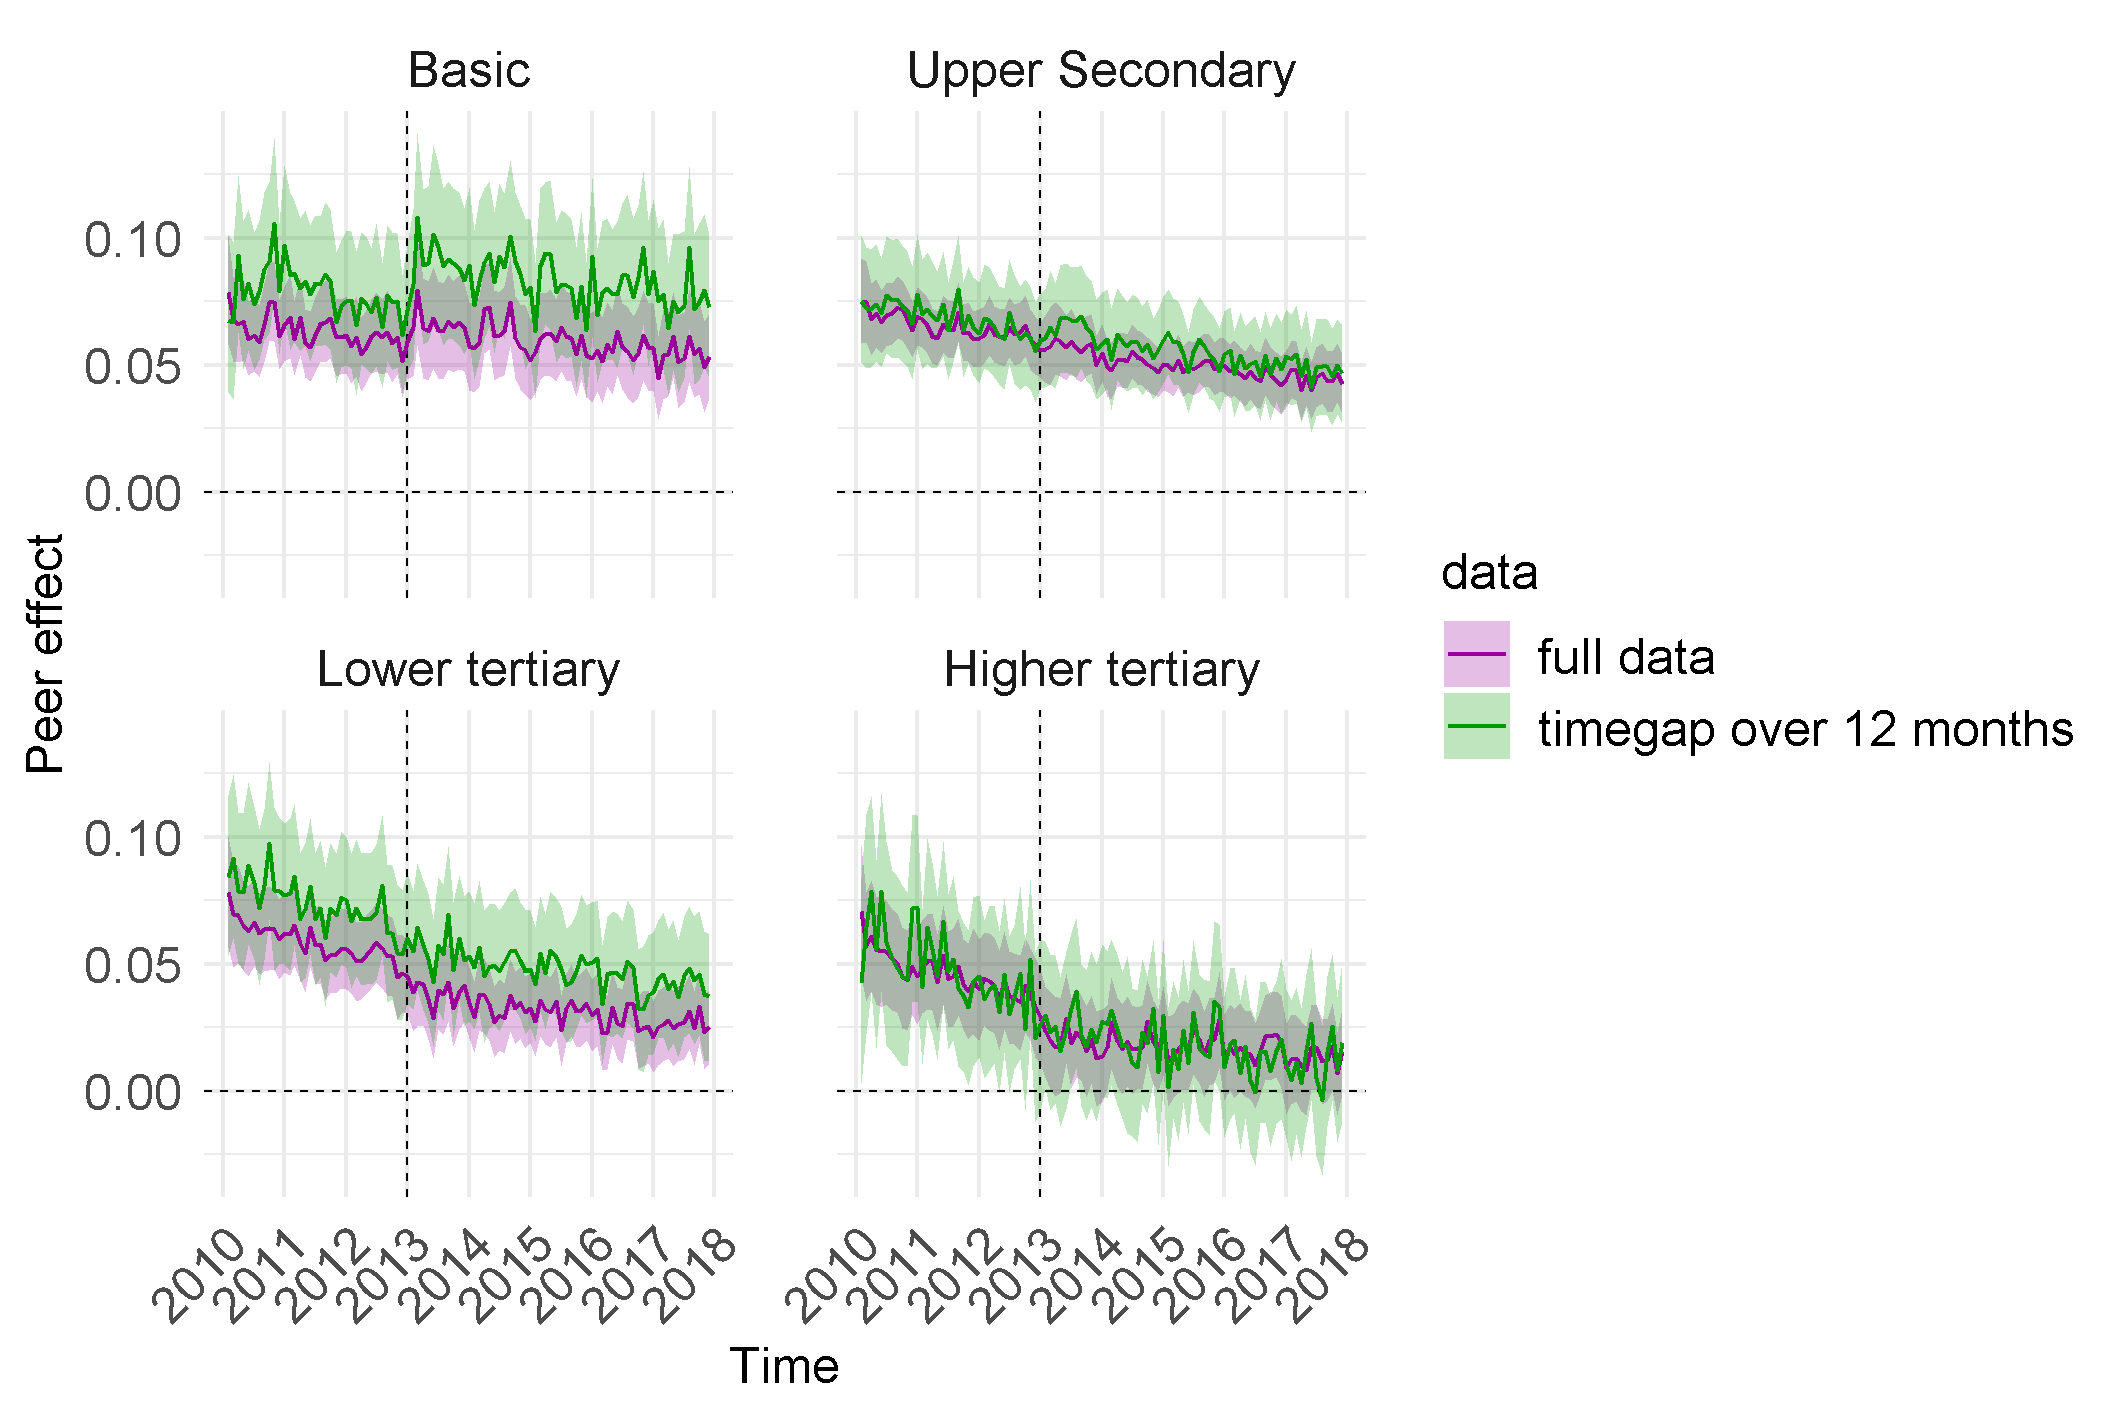 Basic
Upper Secondary
0.10
0.05
0.00
Peer effect
Lower tertiary
Higher tertiary
0.10
0.05
0.00
2010
2011
2012
2013
2014
2015
2016
2017
2018
2010
2011
2012
2013
2014
2015
2016
2017
2018
Time
data
full data
timegap over 12 months